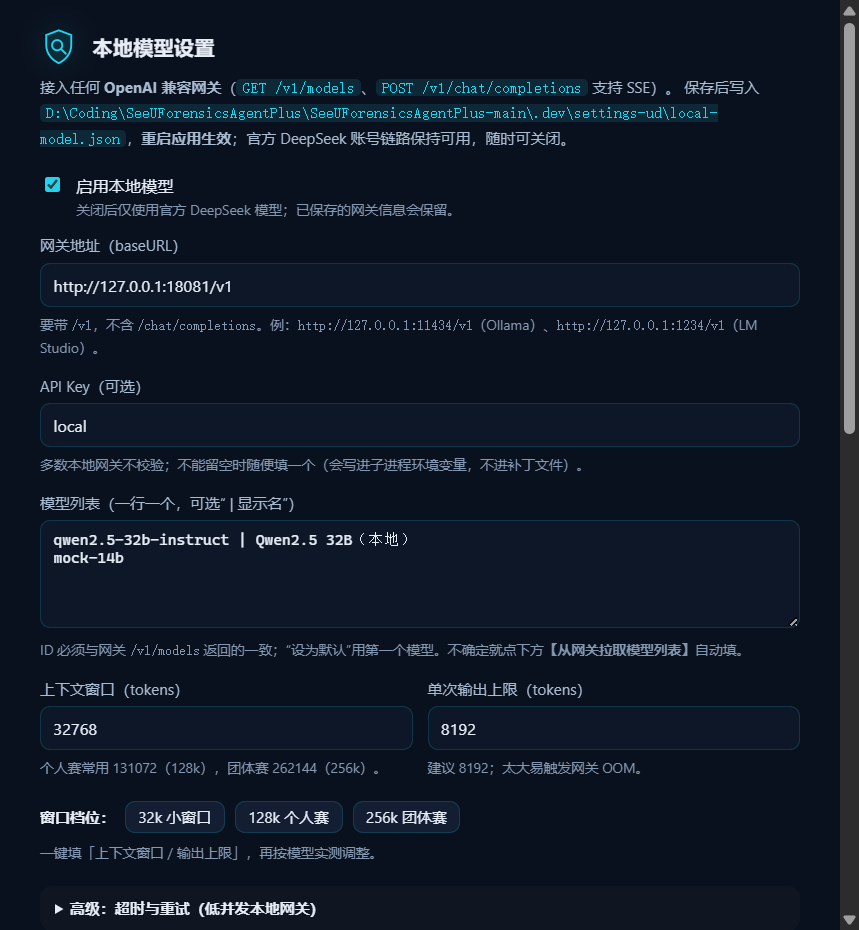 本地模型设置
接入任何 OpenAI 兼容网关（ GET /v1/models 、 POST /v1/chat/completions 支持 SSE）。 保存后写入
D:\Coding\SeeUForensicsAgentPlus\SeeUForensicsAgentPlus-main\.dev\settings-ud\local-
model.json ，重启应用生效；官方 DeepSeek 账号链路保持可用，随时可关闭。
启用本地模型
关闭后仅使用官方 DeepSeek 模型；已保存的网关信息会保留。
网关地址（baseURL）
http://127.0.0.1:18081/v1
要带 /v1，不含 /chat/completions。例：http://127.0.0.1:11434/v1（Ollama）、http://127.0.0.1:1234/v1（LM
Studio）。
API Key（可选）
local
多数本地网关不校验；不能留空时随便填一个（会写进子进程环境变量，不进补丁文件）。
模型列表（一行一个，可选“ | 显示名”）
qwen2.5-32b-instruct | Qwen2.5 32B（本地）
mock-14b
ID 必须与网关 /v1/models 返回的一致；“设为默认”用第一个模型。不确定就点下方【从网关拉取模型列表】自动填。
上下文窗口（tokens）
单次输出上限（tokens）
32768
8192
个人赛常用 131072（128k），团体赛 262144（256k）。
建议 8192；太大易触发网关 OOM。
窗口档位： 32k 小窗口 128k 个人赛 256k 团体赛
一键填「上下文窗口 / 输出上限」，再按模型实测调整。
▶ 高级：超时与重试（低并发本地网关）